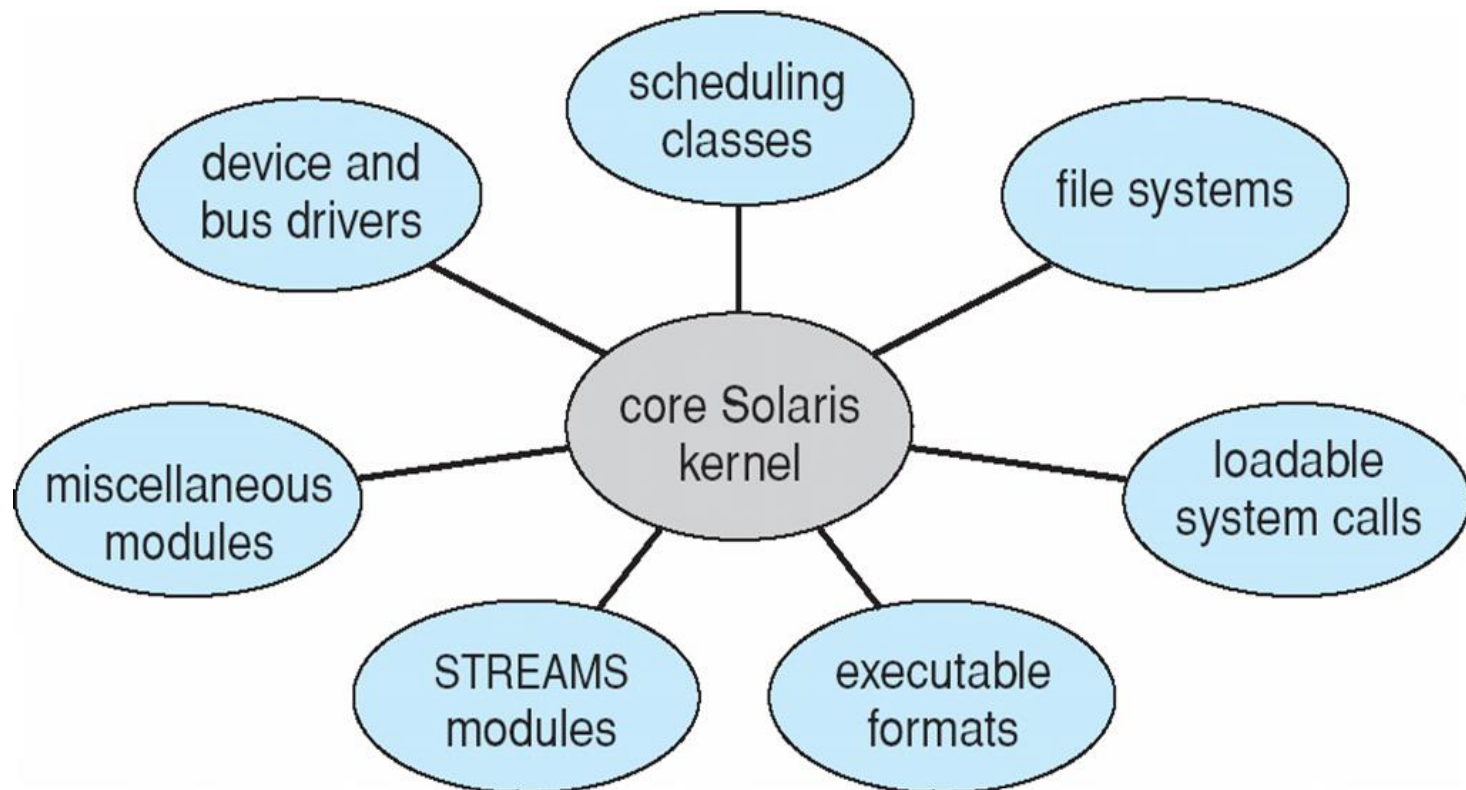 scheduling
classes
device and
bus drivers
file systems
core Solaris
kernel
loadable
system calls
miscellaneous
modules
STREAMS
modules
executable
formats